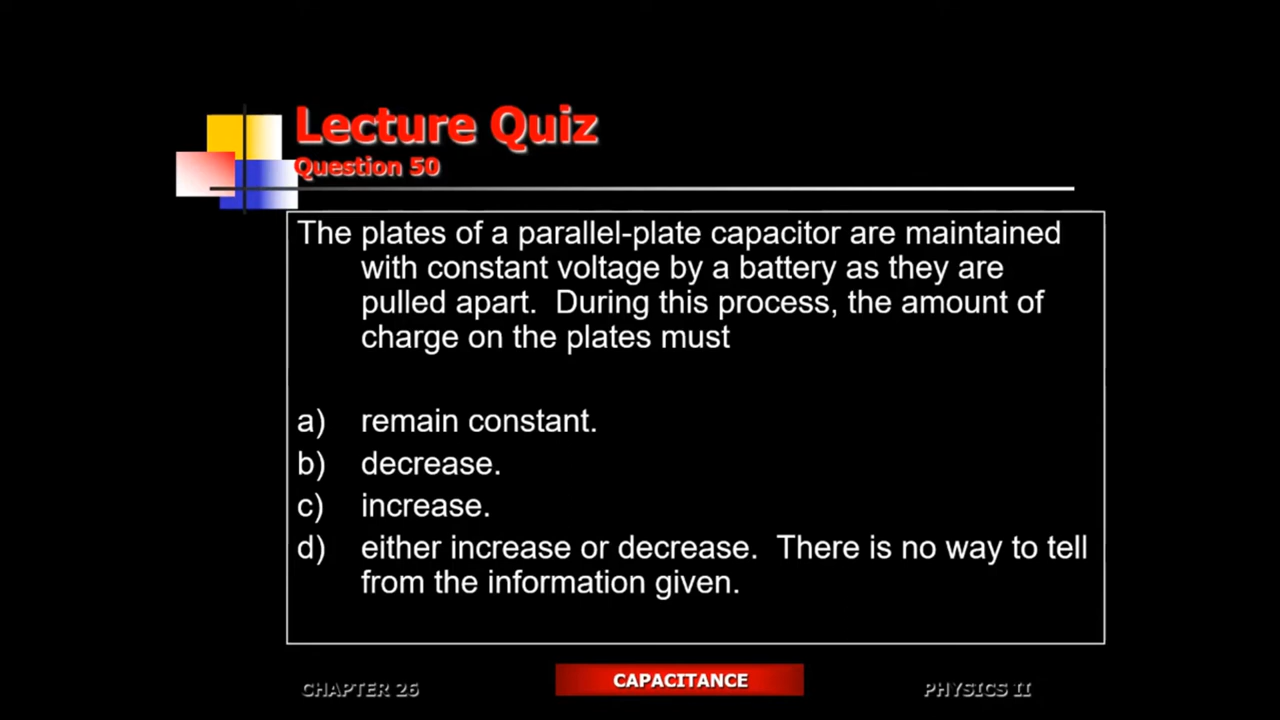 Lecture Quiz
Question 50
The plates of a parallel-plate capacitor are maintained
with constant voltage by a battery as they are
pulled apart.  During this process, the amount of
charge on the plates must
a) remain constant.
b) decrease.
c) increase.
d) either increase or decrease.  There is no way to tell
from the information given.
CHAPTER 26
CAPACITANCE
PHYSICS II